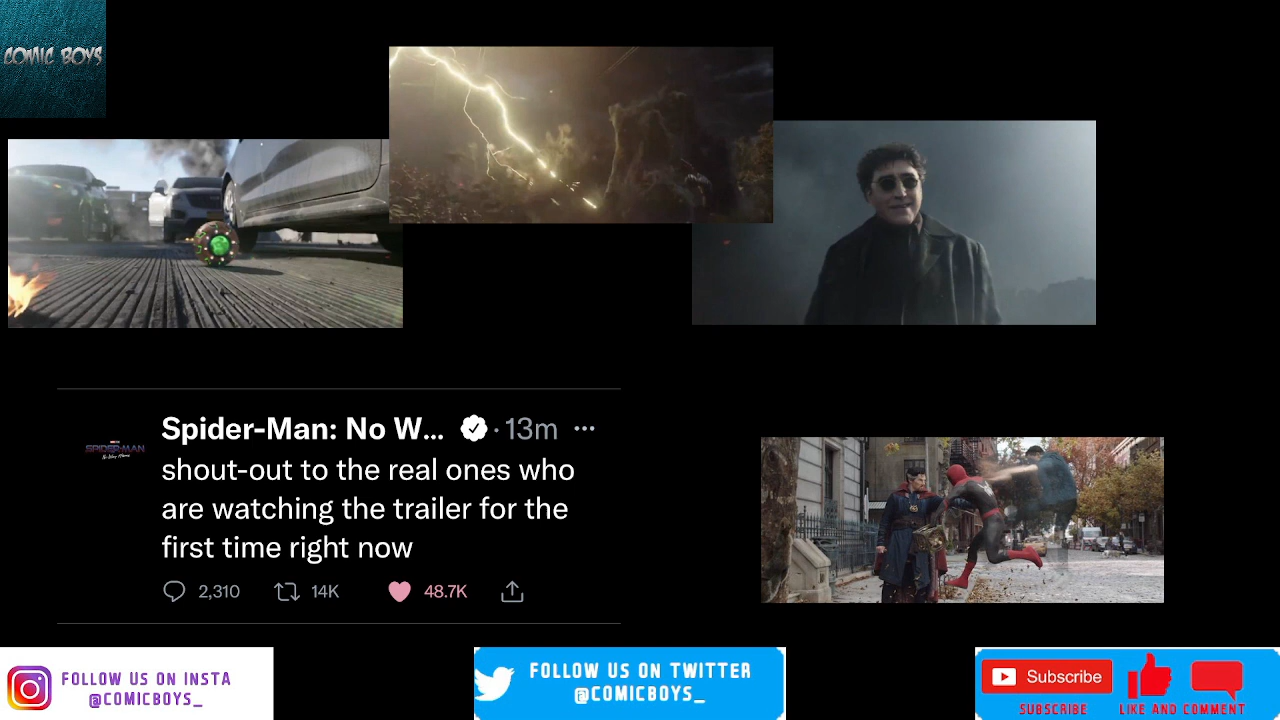 COMIC BOYS
Spider-Man: No W... · 13m ···
SPIDER-MAN
shout-out to the real ones who
are watching the trailer for the
first time right now
2,310 14K 48.7K
FOLLOW US ON INSTA
@COMICBOYS_
FOLLOW US ON TWITTER
@COMICBOYS_
Subscribe
SUBSCRIBE LIKE AND COMMENT